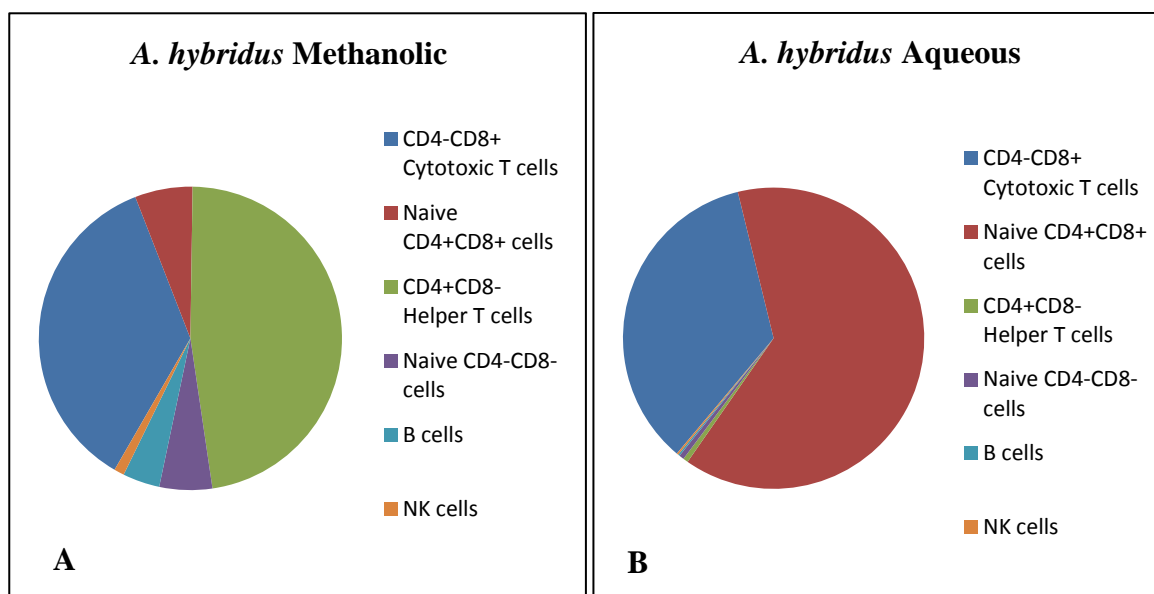 A. hybridus Methanolic
CD4-CD8+
Cytotoxic T cells
Naive
CD4+CD8+ cells
CD4+CD8-
Helper T cells
Naive CD4-CD8-
cells
B cells
NK cells
A
A. hybridus Aqueous
CD4-CD8+
Cytotoxic T cells
Naive CD4+CD8+
cells
CD4+CD8-
Helper T cells
Naive CD4-CD8-
cells
B cells
NK cells
B